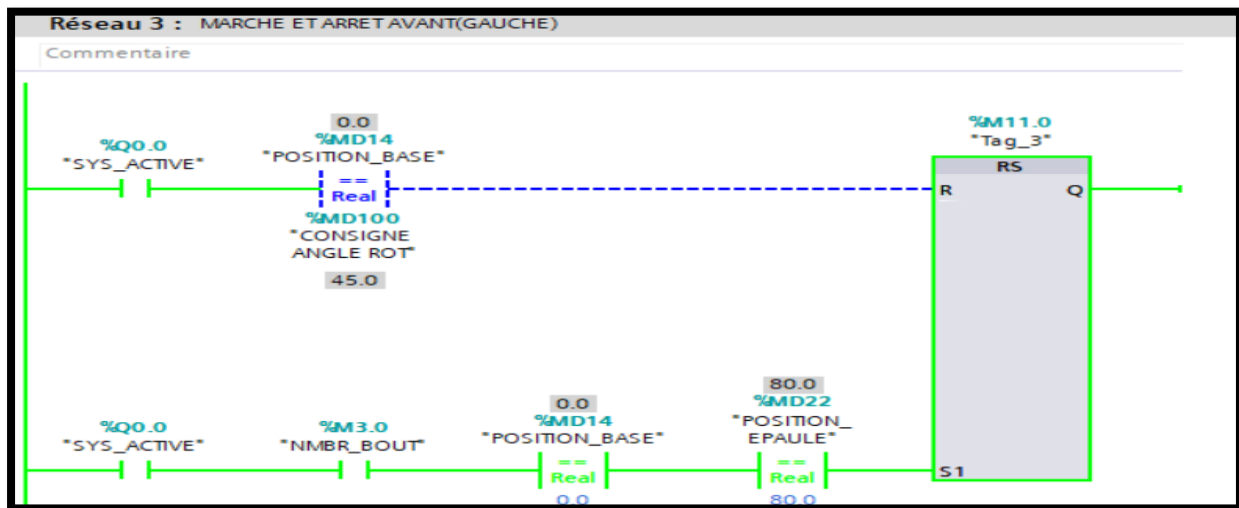 Réseau 3 : MARCHE ET ARRET AVANT(GAUCHE)
Commentaire
0.0
%MD14
"POSITION_BASE"
%Q0.0
"SYS_ACTIVE"
==
Real
%MD100
"CONSIGNE
ANGLE ROT"
45.0
%M11.0
"Tag_3"
RS
R Q
%Q0.0
"SYS_ACTIVE"
%M3.0
"NMBR_BOUT"
0.0
%MD14
"POSITION_BASE"
==
Real
0.0
80.0
%MD22
"POSITION_
EPAULE"
==
Real
80.0
S1